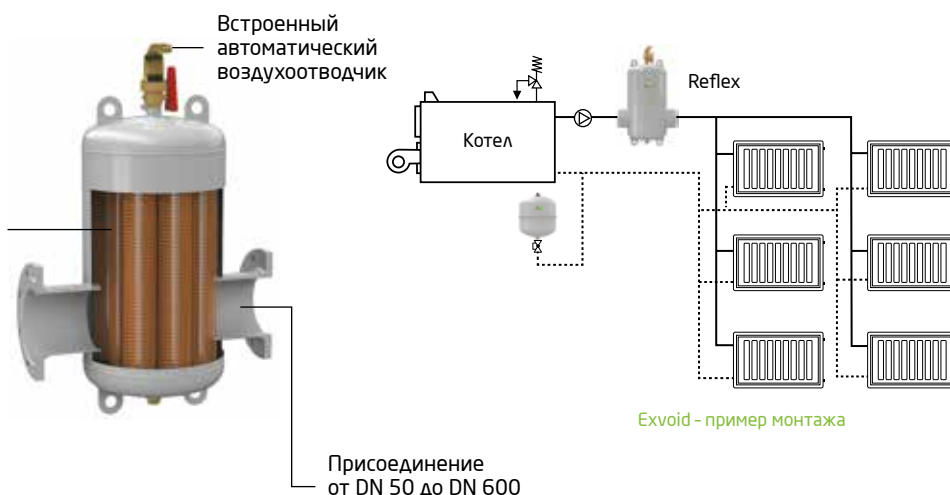 Встроенный
автоматический
воздухоотводчик
Reflex
Котел
Exvoid – пример монтажа
Присоединение
от DN 50 до DN 600